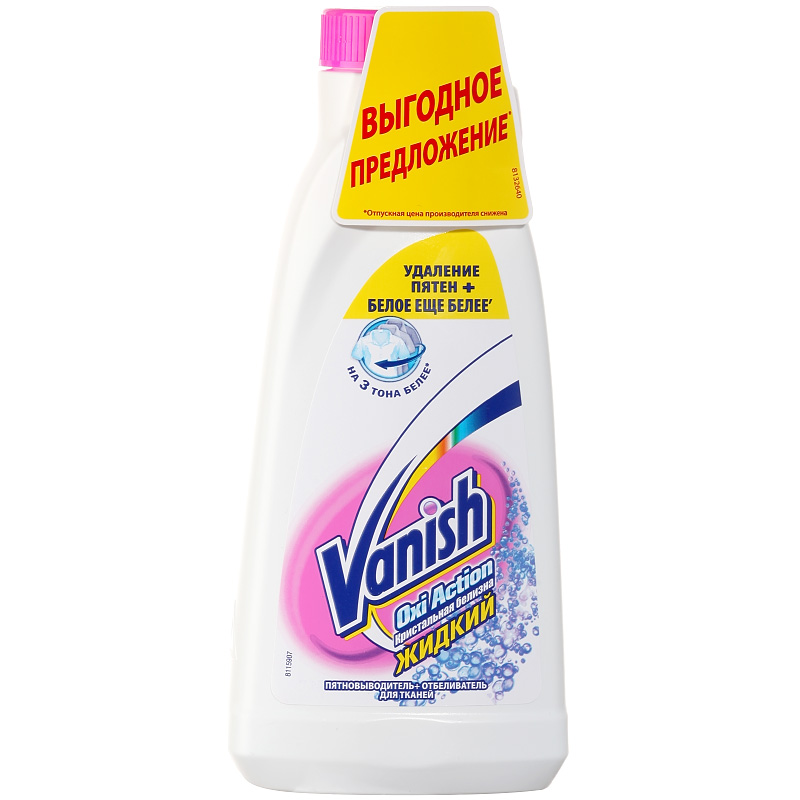 ВЫГОДНОЕ
ПРЕДЛОЖЕНИЕ*
8132640
*Отпускная цена производителя снижена
УДАЛЕНИЕ
ПЯТЕН +
БЕЛОЕ ЕЩЕ БЕЛЕЕ*
НА 3 ТОНА БЕЛЕЕ*
Vanish
Oxi Action
Кристальная белизна
ЖИДКИЙ
8115907
ПЯТНОВЫВОДИТЕЛЬ+ ОТБЕЛИВАТЕЛЬ
ДЛЯ ТКАНЕЙ